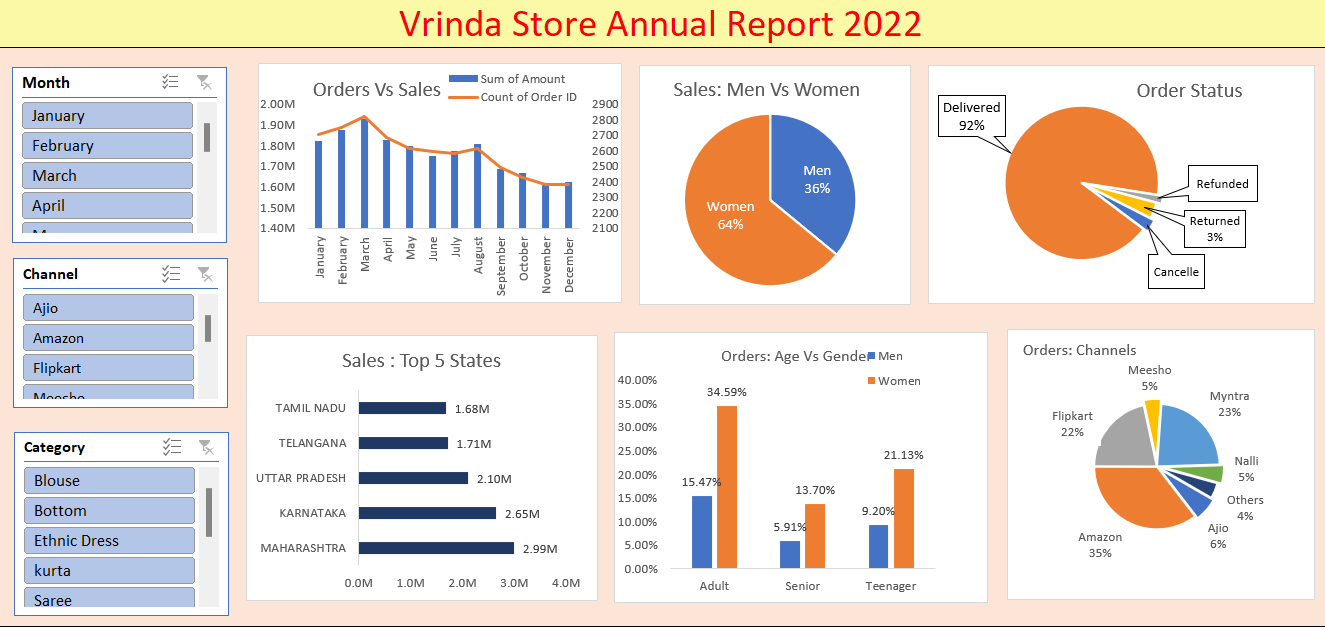 Vrinda Store Annual Report 2022
Month
January
February
March
April
Channel
Ajio
Amazon
Flipkart
Meesho
Category
Blouse
Bottom
Ethnic Dress
kurta
Saree
Orders Vs Sales
Sum of Amount
Count of Order ID
2.00M
1.90M
1.80M
1.70M
1.60M
1.50M
1.40M
2900
2800
2700
2600
2500
2400
2300
2200
2100
January
February
March
April
May
June
July
August
September
October
November
December
Sales: Men Vs Women
Men
36%
Women
64%
Order Status
Delivered
92%
Refunded
Returned
3%
Cancelle
Sales : Top 5 States
TAMIL NADU 1.68M
TELANGANA 1.71M
UTTAR PRADESH 2.10M
KARNATAKA 2.65M
MAHARASHTRA 2.99M
0.0M 1.0M 2.0M 3.0M 4.0M
Orders: Age Vs Gender
Men
Women
40.00%
35.00%
30.00%
25.00%
20.00%
15.00%
10.00%
5.00%
0.00%
15.47%
34.59%
5.91%
13.70%
9.20%
21.13%
Adult Senior Teenager
Orders: Channels
Meesho
5%
Myntra
23%
Flipkart
22%
Nalli
5%
Others
4%
Ajio
6%
Amazon
35%